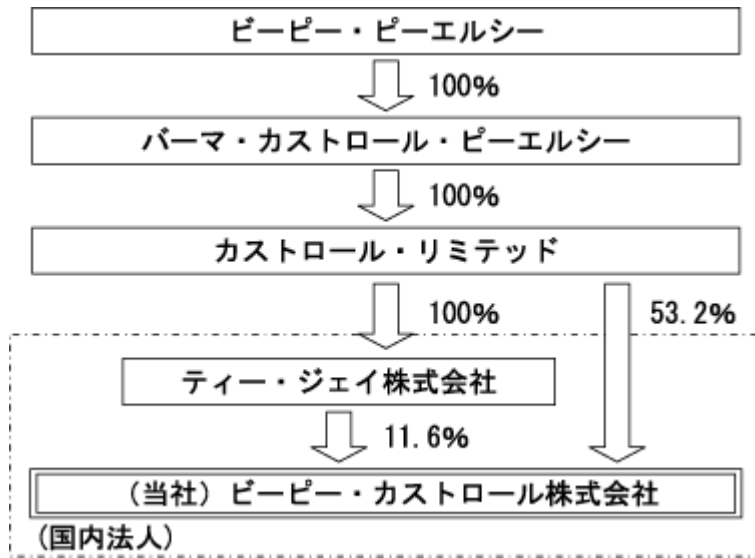 ビーピー・ピーエルシー
100%
バーマ・カストロール・ピーエルシー
100%
カストロール・リミテッド
100%
53.2%
ティー・ジェイ株式会社
11.6%
(当社)ビーピー・カストロール株式会社
(国内法人)